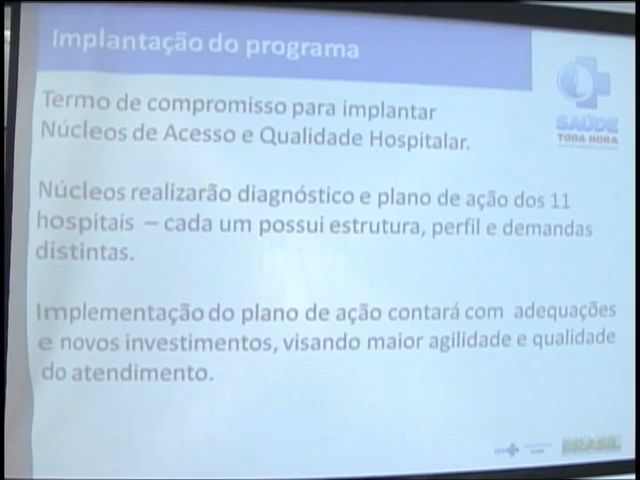 Implantação do programa
SAÚDE
TODA HORA
Termo de compromisso para implantar
Núcleos de Acesso e Qualidade Hospitalar.
Núcleos realizarão diagnóstico e plano de ação dos 11
hospitais – cada um possui estrutura, perfil e demandas
distintas.
Implementação do plano de ação contará com adequações
e novos investimentos, visando maior agilidade e qualidade
do atendimento.
BRASIL